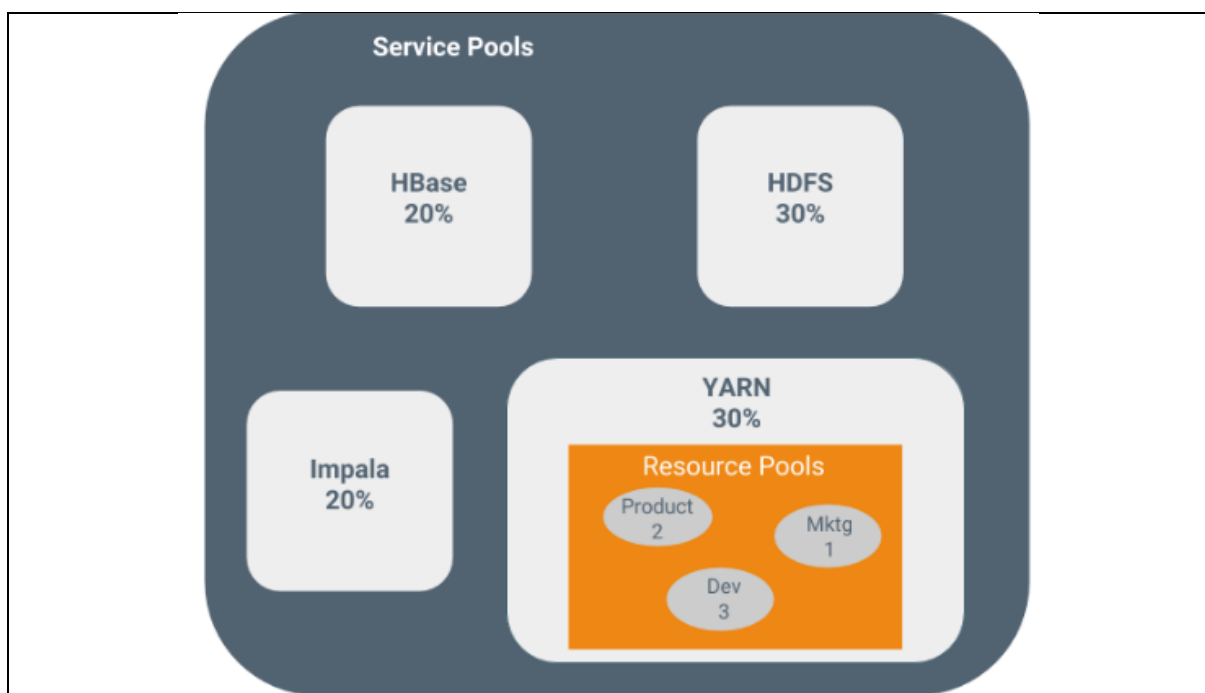 Service Pools
HBase
20%
HDFS
30%
Impala
20%
YARN
30%
Resource Pools
Product
2
Mktg
1
Dev
3